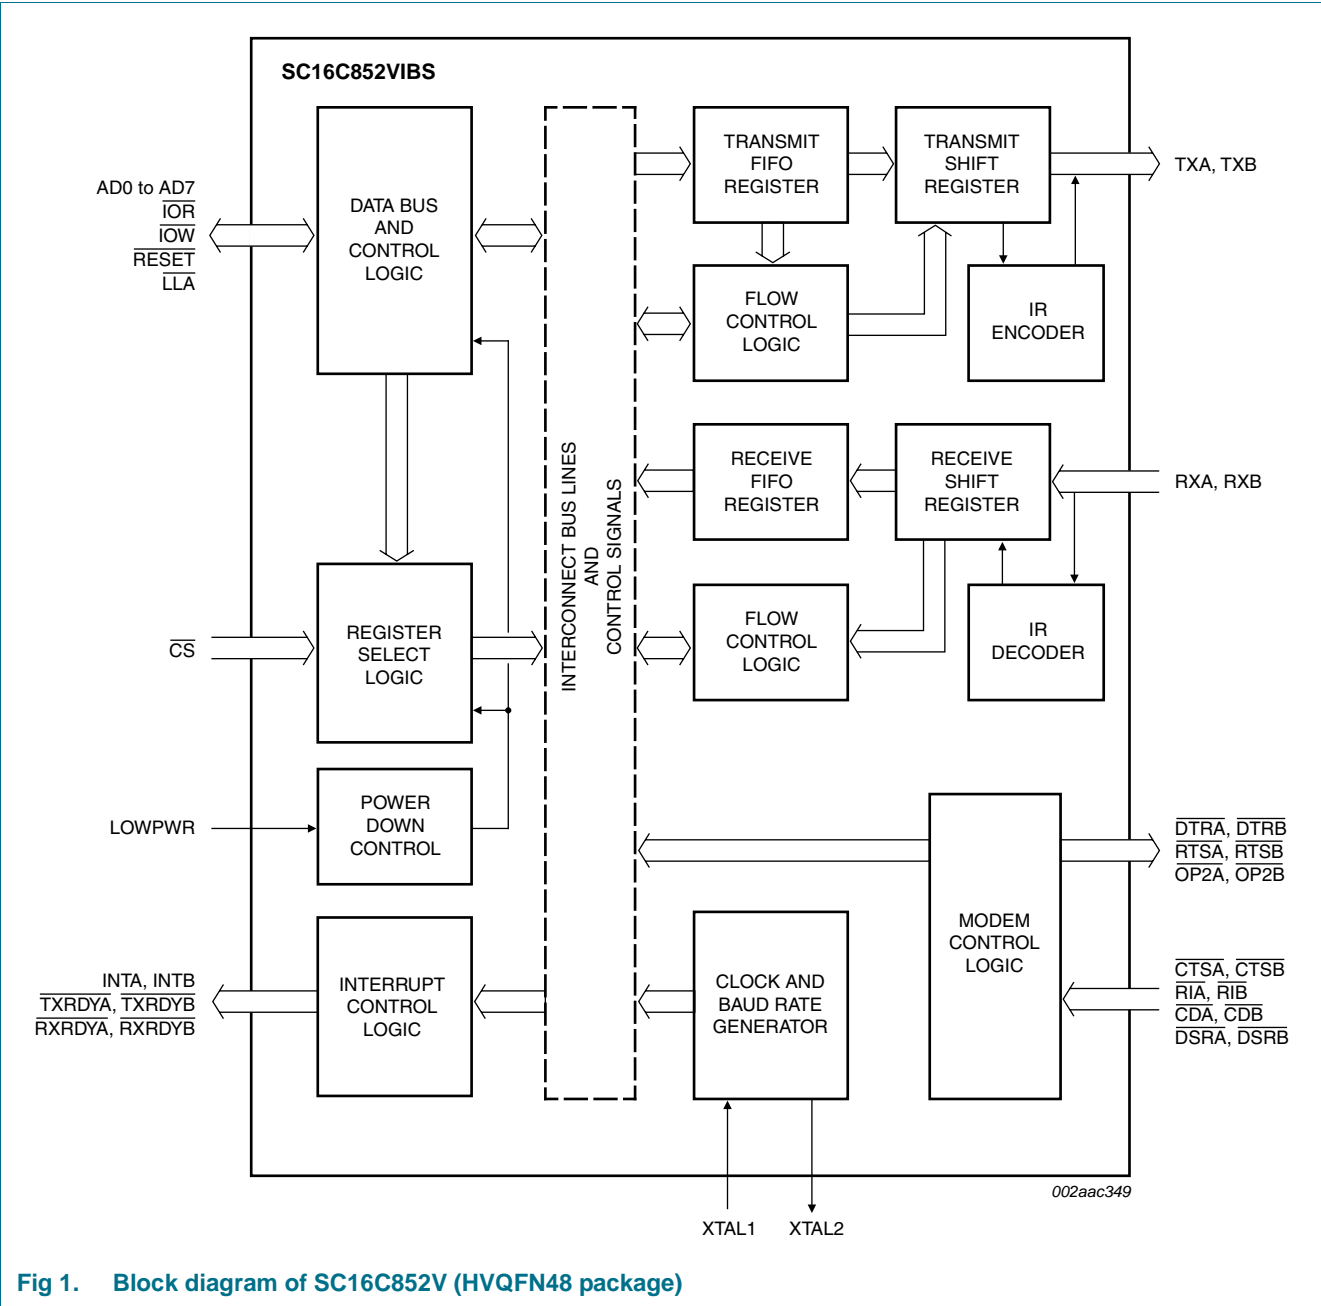 SC16C852VIBS
AD0 to AD7
IOR
IOW
RESET
LLA
DATA BUS
AND
CONTROL
LOGIC
TRANSMIT
FIFO
REGISTER
TRANSMIT
SHIFT
REGISTER
TXA, TXB
FLOW
CONTROL
LOGIC
IR
ENCODER
INTERCONNECT BUS LINES
AND
CONTROL SIGNALS
RECEIVE
FIFO
REGISTER
RECEIVE
SHIFT
REGISTER
RXA, RXB
CS
REGISTER
SELECT
LOGIC
FLOW
CONTROL
LOGIC
IR
DECODER
LOWPWR
POWER
DOWN
CONTROL
DTRA, DTRB
RTSA, RTSB
OP2A, OP2B
MODEM
CONTROL
LOGIC
INTA, INTB
TXRDYA, TXRDYB
RXRDYA, RXRDYB
INTERRUPT
CONTROL
LOGIC
CLOCK AND
BAUD RATE
GENERATOR
CTSA, CTSB
RIA, RIB
CDA, CDB
DSRA, DSRB
XTAL1
XTAL2
002aac349
Fig 1. Block diagram of SC16C852V (HVQFN48 package)